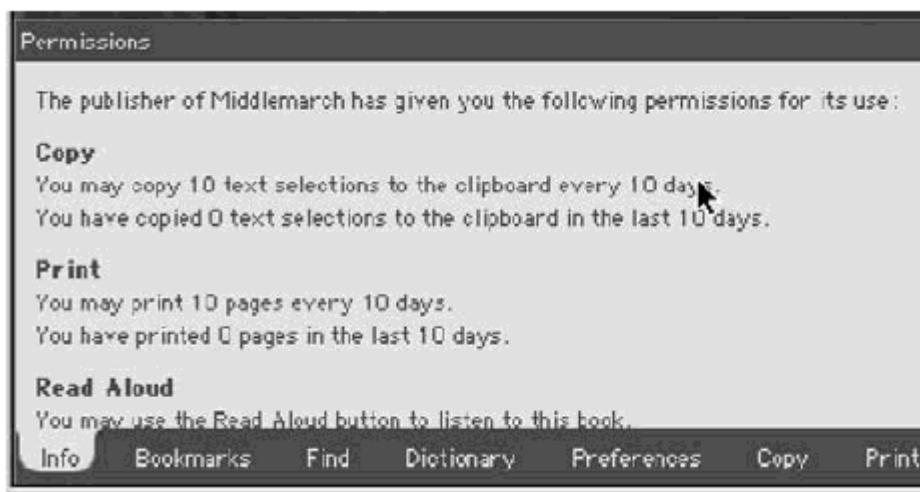 Permissions
The publisher of Middlemarch has given you the following permissions for its use:
Copy
You may copy 10 text selections to the clipboard every 10 days.
You have copied 0 text selections to the clipboard in the last 10 days.
Print
You may print 10 pages every 10 days.
You have printed 0 pages in the last 10 days.
Read Aloud
You may use the Read Aloud button to listen to this book.
Info Bookmarks Find Dictionary Preferences Copy Print